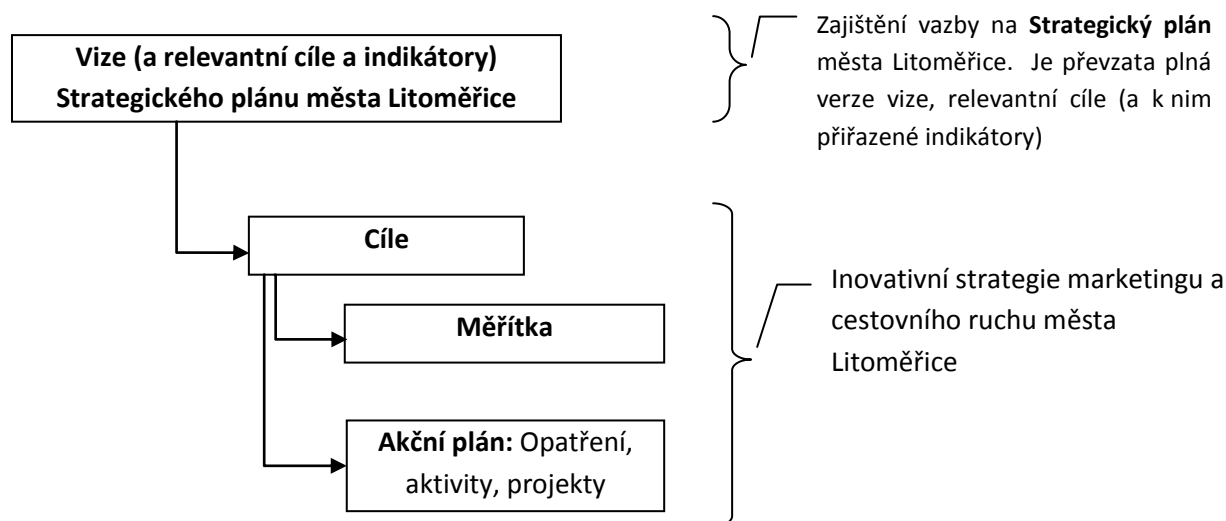 Vize (a relevantní cíle a indikátory)
Strategického plánu města Litoměřice
Zajištění vazby na Strategický plán
města Litoměřice. Je převzata plná
verze vize, relevantní cíle (a k nim
přiřazené indikátory)
Cíle
Měřítka
Akční plán: Opatření,
aktivity, projekty
Inovativní strategie marketingu a
cestovního ruchu města
Litoměřice